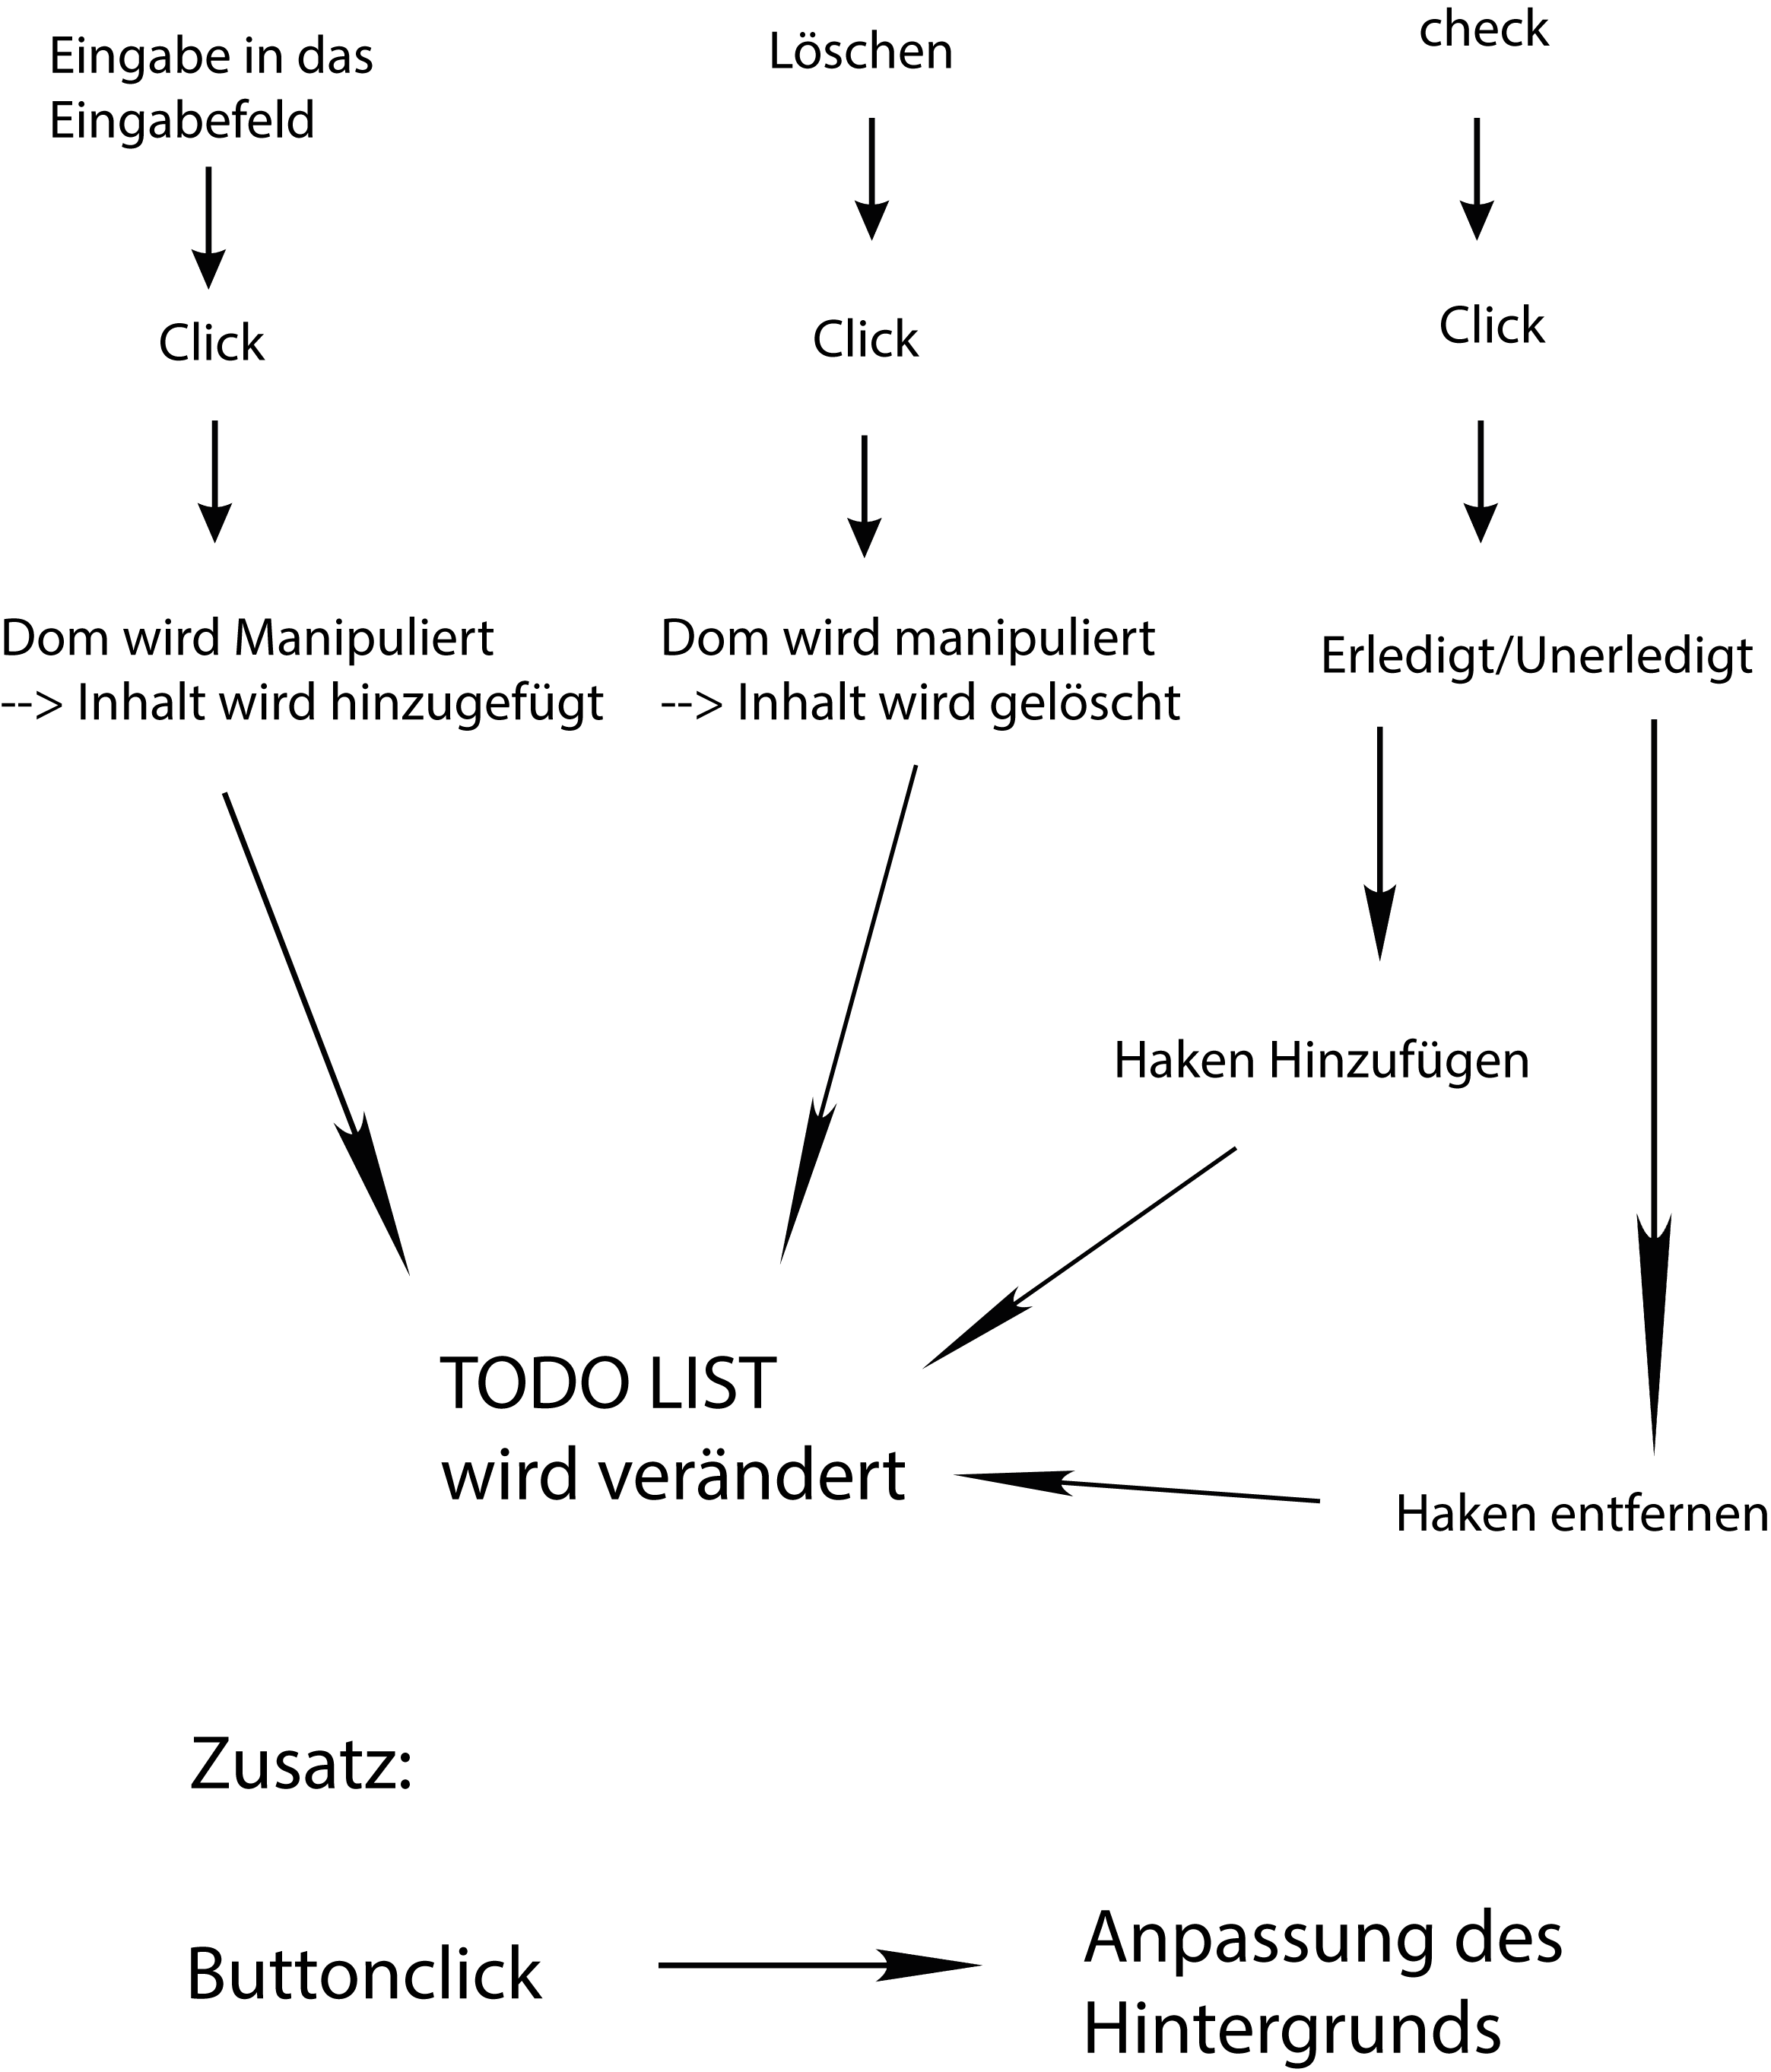 Eingabe in das
Eingabefeld
Löschen
check
Click
Click
Click
Dom wird Manipuliert
--> Inhalt wird hinzugefügt
Dom wird manipuliert
--> Inhalt wird gelöscht
Erledigt/Unerledigt
Haken Hinzufügen
TODO LIST
wird verändert
Haken entfernen
Zusatz:
Buttonclick
Anpassung des
Hintergrunds